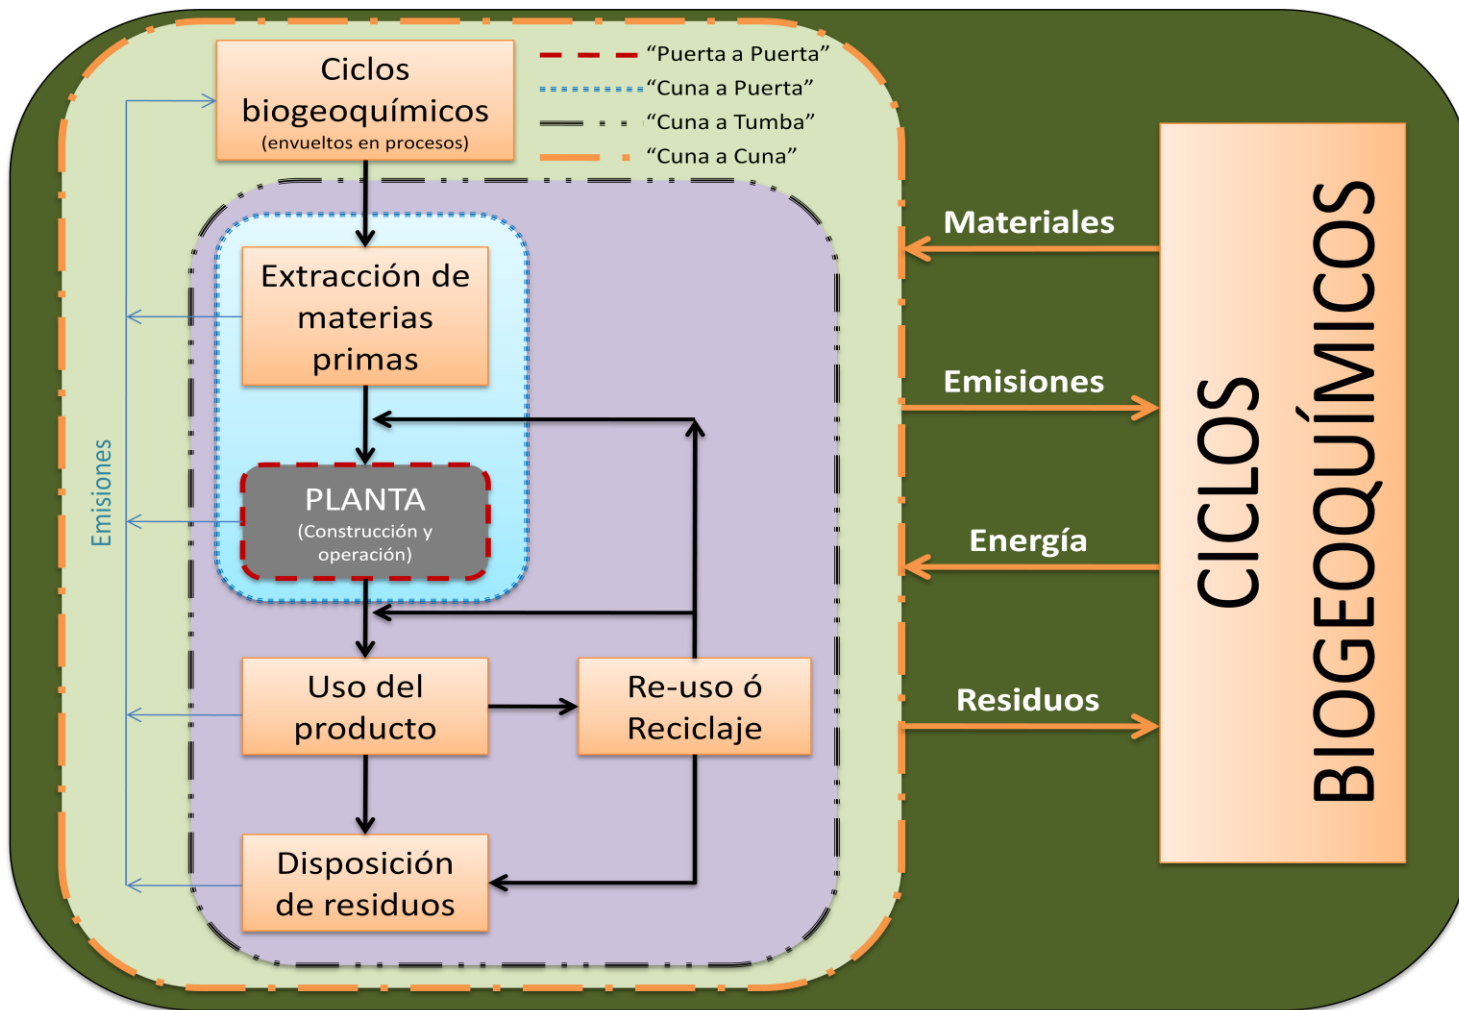 Ciclos
biogeoquímicos
(envueltos en procesos)
“Puerta a Puerta”
“Cuna a Puerta”
“Cuna a Tumba”
“Cuna a Cuna”
Extracción de
materias
primas
PLANTA
(Construcción y
operación)
Uso del
producto
Re-uso ó
Reciclaje
Disposición
de residuos
Emisiones
Materiales
Emisiones
Energía
Residuos
CICLOS
BIOGEOQUÍMICOS